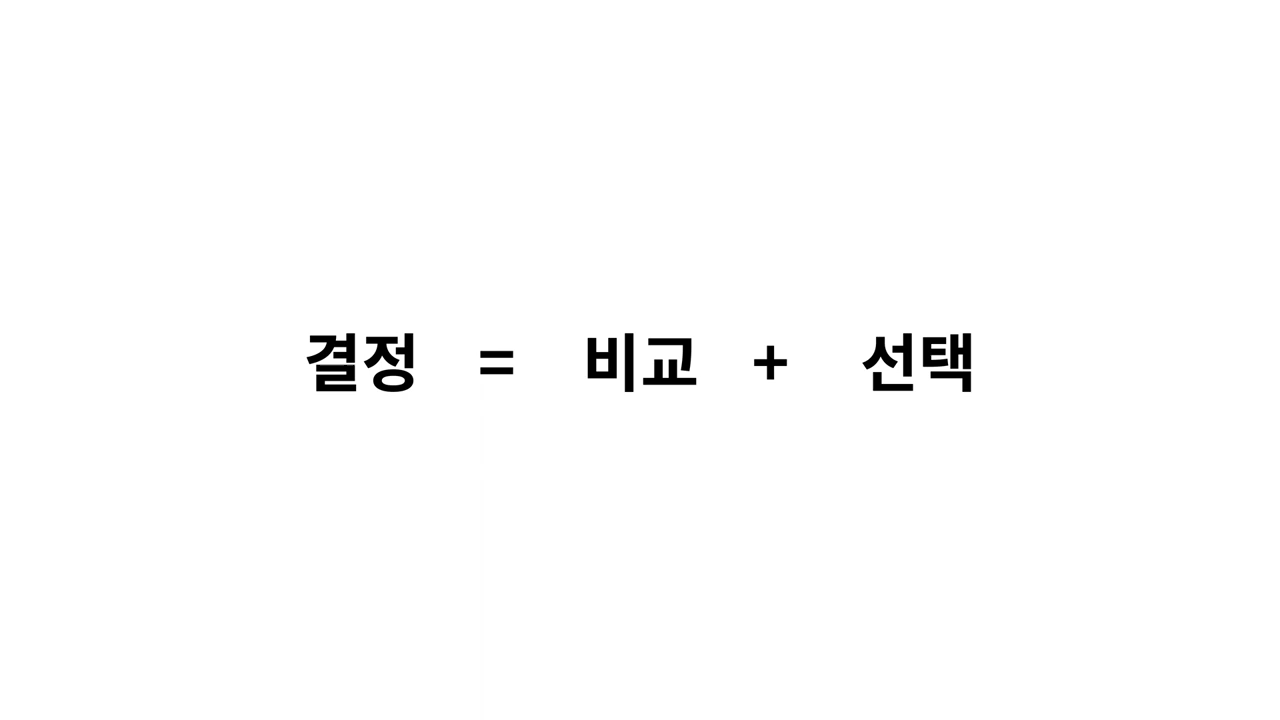 결정 = 비교 + 선택